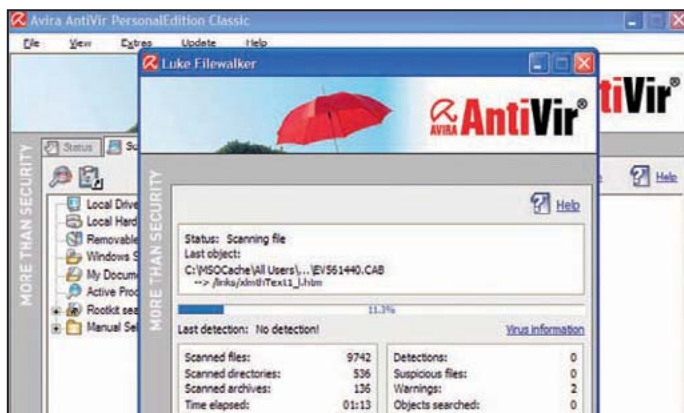 Avira AntiVir PersonalEdition Classic
File View Extras Update Help
Luke Filewalker
AVIRA AntiVir®
tiVir®
MORE THAN SECURITY
Status
Help
Local Drive
Local Hard
Removable
Windows S
My Docum
Active Proc
Rootkit sea
Manual Sel
MORE THAN SECURITY
Help
Status: Scanning file
Last object:
C:\MSOCache\All Users\...\EV561440.CAB
--> /links/xlmthText1_l.htm
11.3%
Last detection: No detection!
Virus information
Scanned files: 9742
Scanned directories: 536
Scanned archives: 136
Time elapsed: 01:13
Detections: 0
Suspicious files: 0
Warnings: 2
Objects searched: 0